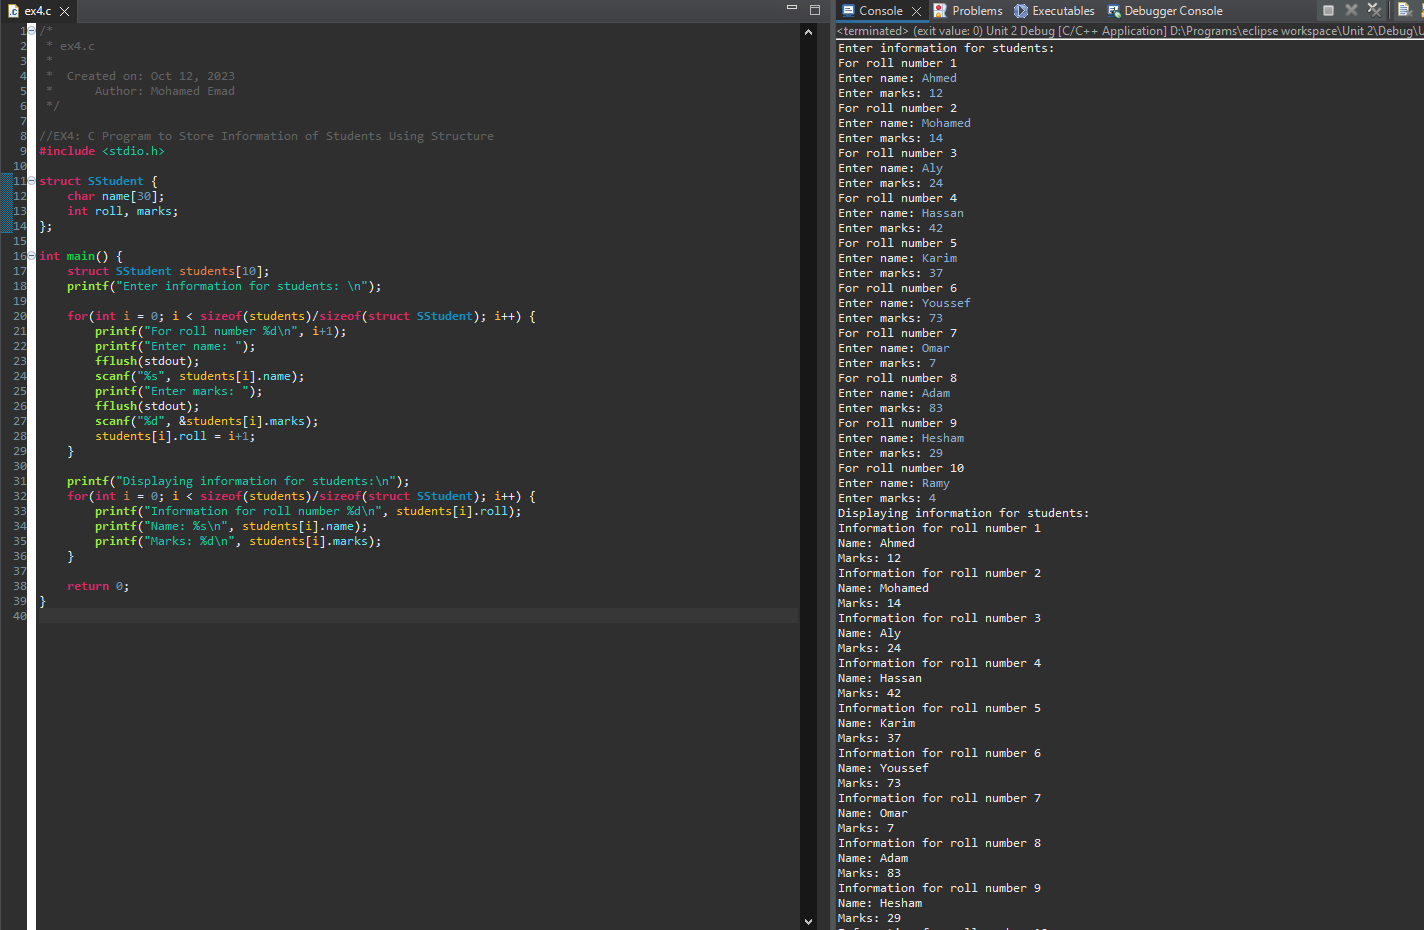 ex4.c
1 /*
2  * ex4.c
3  *
4  *  Created on: Oct 12, 2023
5  *      Author: Mohamed Emad
6  */
7
8 //EX4: C Program to Store Information of Students Using Structure
9 #include <stdio.h>
10
11 struct SStudent {
12     char name[30];
13     int roll, marks;
14 };
15
16 int main() {
17     struct SStudent students[10];
18     printf("Enter information for students: \n");
19
20     for(int i = 0; i < sizeof(students)/sizeof(struct SStudent); i++) {
21         printf("For roll number %d\n", i+1);
22         printf("Enter name: ");
23         fflush(stdout);
24         scanf("%s", students[i].name);
25         printf("Enter marks: ");
26         fflush(stdout);
27         scanf("%d", &students[i].marks);
28         students[i].roll = i+1;
29     }
30
31     printf("Displaying information for students:\n");
32     for(int i = 0; i < sizeof(students)/sizeof(struct SStudent); i++) {
33         printf("Information for roll number %d\n", students[i].roll);
34         printf("Name: %s\n", students[i].name);
35         printf("Marks: %d\n", students[i].marks);
36     }
37
38     return 0;
39 }
40
Console Problems Executables Debugger Console
<terminated> (exit value: 0) Unit 2 Debug [C/C++ Application] D:\Programs\eclipse workspace\Unit 2\Debug\U
Enter information for students:
For roll number 1
Enter name: Ahmed
Enter marks: 12
For roll number 2
Enter name: Mohamed
Enter marks: 14
For roll number 3
Enter name: Aly
Enter marks: 24
For roll number 4
Enter name: Hassan
Enter marks: 42
For roll number 5
Enter name: Karim
Enter marks: 37
For roll number 6
Enter name: Youssef
Enter marks: 73
For roll number 7
Enter name: Omar
Enter marks: 7
For roll number 8
Enter name: Adam
Enter marks: 83
For roll number 9
Enter name: Hesham
Enter marks: 29
For roll number 10
Enter name: Ramy
Enter marks: 4
Displaying information for students:
Information for roll number 1
Name: Ahmed
Marks: 12
Information for roll number 2
Name: Mohamed
Marks: 14
Information for roll number 3
Name: Aly
Marks: 24
Information for roll number 4
Name: Hassan
Marks: 42
Information for roll number 5
Name: Karim
Marks: 37
Information for roll number 6
Name: Youssef
Marks: 73
Information for roll number 7
Name: Omar
Marks: 7
Information for roll number 8
Name: Adam
Marks: 83
Information for roll number 9
Name: Hesham
Marks: 29